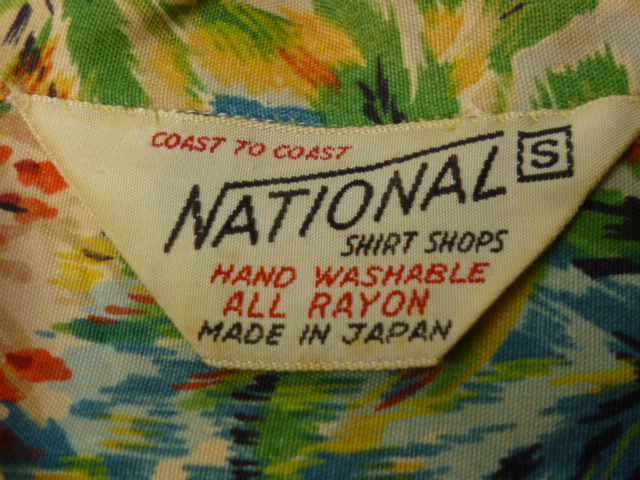 COAST TO COAST
NATIONAL S
SHIRT SHOPS
HAND WASHABLE
ALL RAYON
MADE IN JAPAN